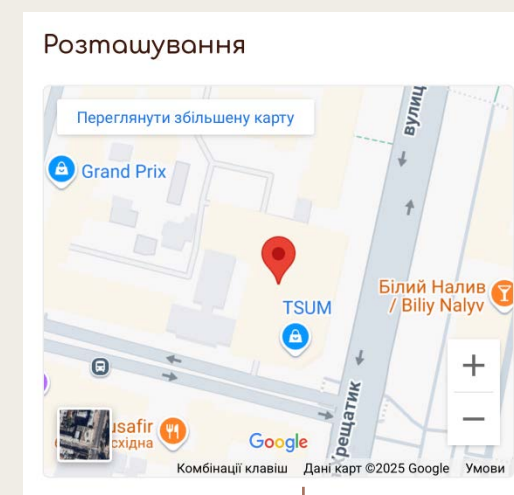 Розташування
Переглянути збільшену карту
вулиц
Grand Prix
Білий Налив
/ Biliy Nalyv
TSUM
рещатик
usafir
східна
Google
Комбінації клавіш Дані карт ©2025 Google Умови